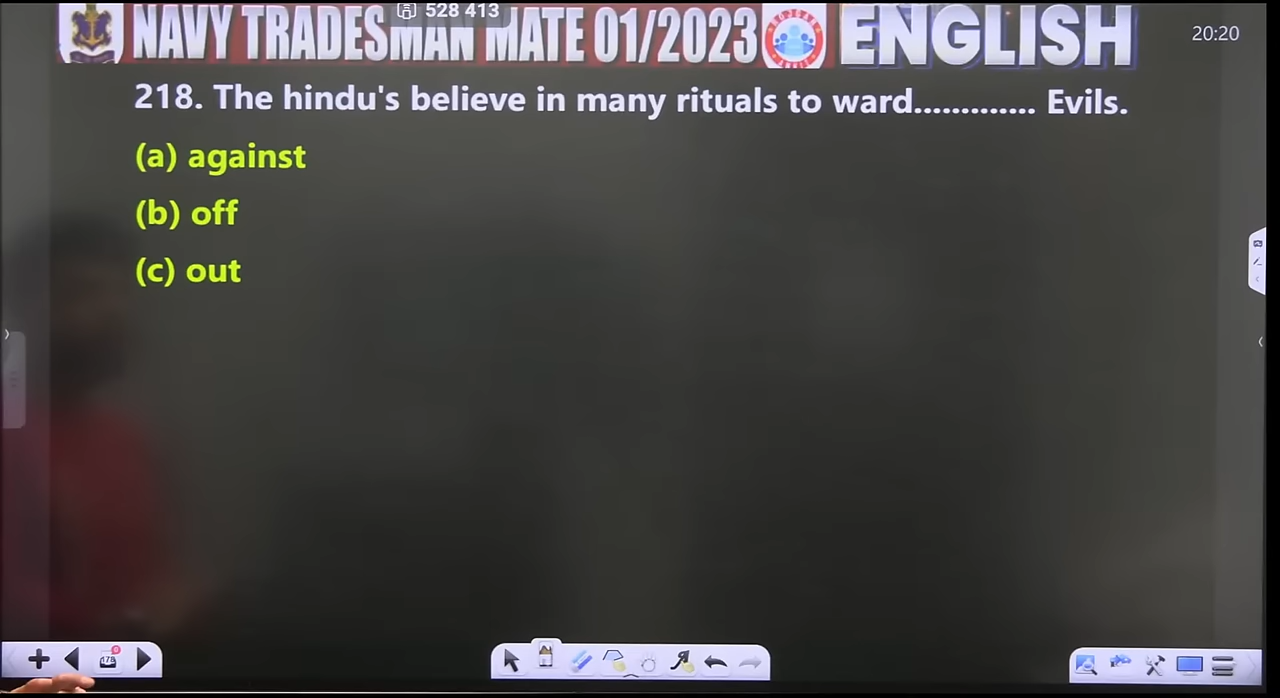 528 413
NAVY TRADESMAN MATE 01/2023 ENGLISH
20:20
218. The hindu's believe in many rituals to ward............. Evils.
(a) against
(b) off
(c) out
178